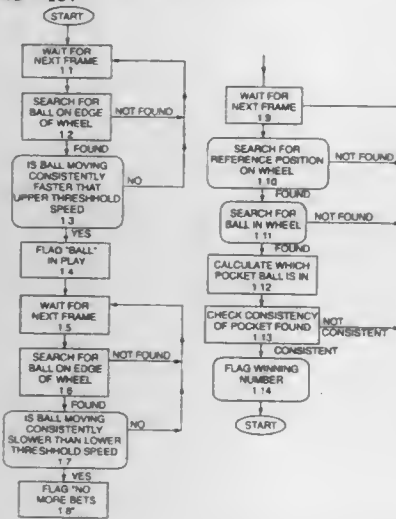 START
WAIT FOR
NEXT FRAME
1.1
SEARCH FOR
BALL ON EDGE
OF WHEEL
1.2
NOT FOUND
FOUND
IS BALL MOVING
CONSISTENTLY
FASTER THAT
UPPER THRESHHOLD
SPEED
1.3
NO
YES
FLAG "BALL"
IN PLAY
1.4
WAIT FOR
NEXT FRAME
1.5
SEARCH FOR
BALL ON EDGE
OF WHEEL
1.6
NOT FOUND
FOUND
IS BALL MOVING
CONSISTENTLY
SLOWER THAN LOWER
THRESHHOLD SPEED
1.7
NO
YES
FLAG "NO
MORE BETS
1.8"
WAIT FOR
NEXT FRAME
1.9
SEARCH FOR
REFERENCE POSITION
ON WHEEL
1.10
NOT FOUND
FOUND
SEARCH FOR
BALL IN WHEEL
1.11
NOT FOUND
FOUND
CALCULATE WHICH
POCKET BALL IS IN
1.12
CHECK CONSISTENCY
OF POCKET FOUND
1.13
NOT
CONSISTENT
CONSISTENT
FLAG WINNING
NUMBER
1.14
START